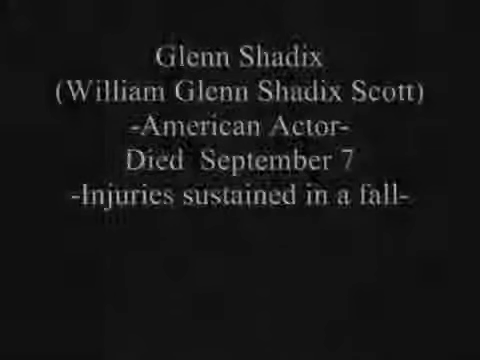 Glenn Shadix
(William Glenn Shadix Scott)
-American Actor-
Died September 7
-Injuries sustained in a fall-